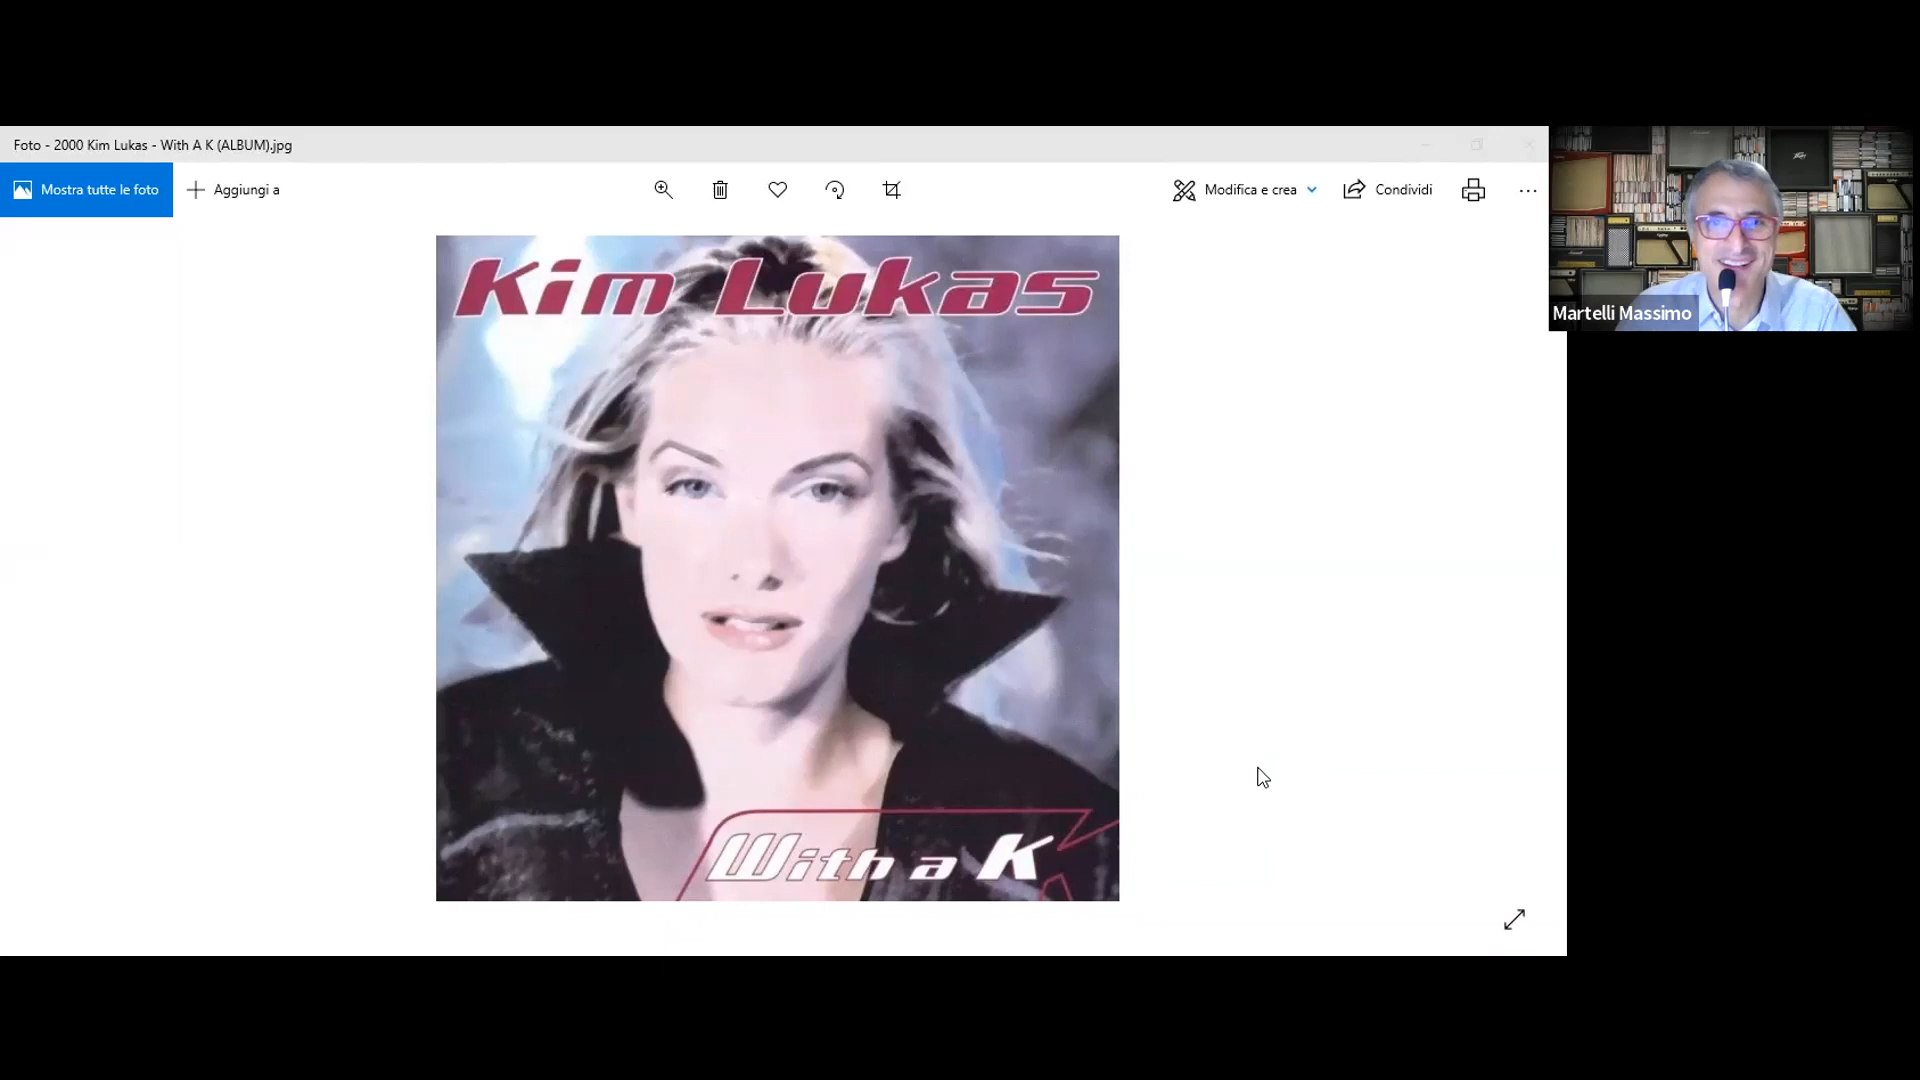 Foto - 2000 Kim Lukas - With A K (ALBUM).jpg
Mostra tutte le foto
Aggiungi a
Modifica e crea
Condividi
Kim Lukas
With a K
Martelli Massimo